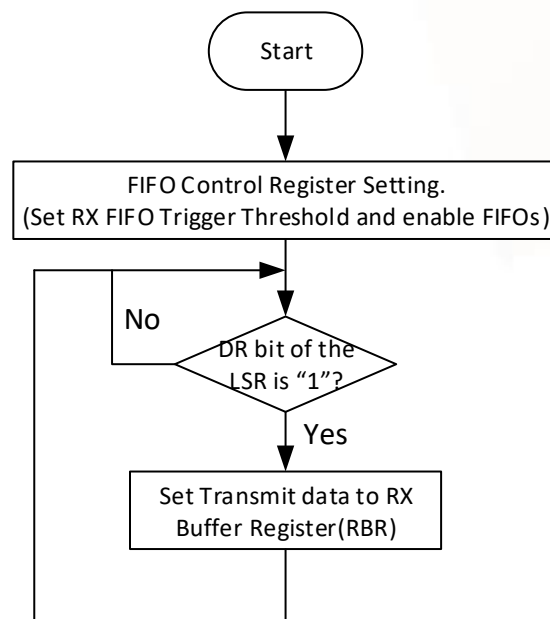 Start
FIFO Control Register Setting.
(Set RX FIFO Trigger Threshold and enable FIFOs)
No
DR bit of the
LSR is “1”?
Yes
Set Transmit data to RX
Buffer Register(RBR)